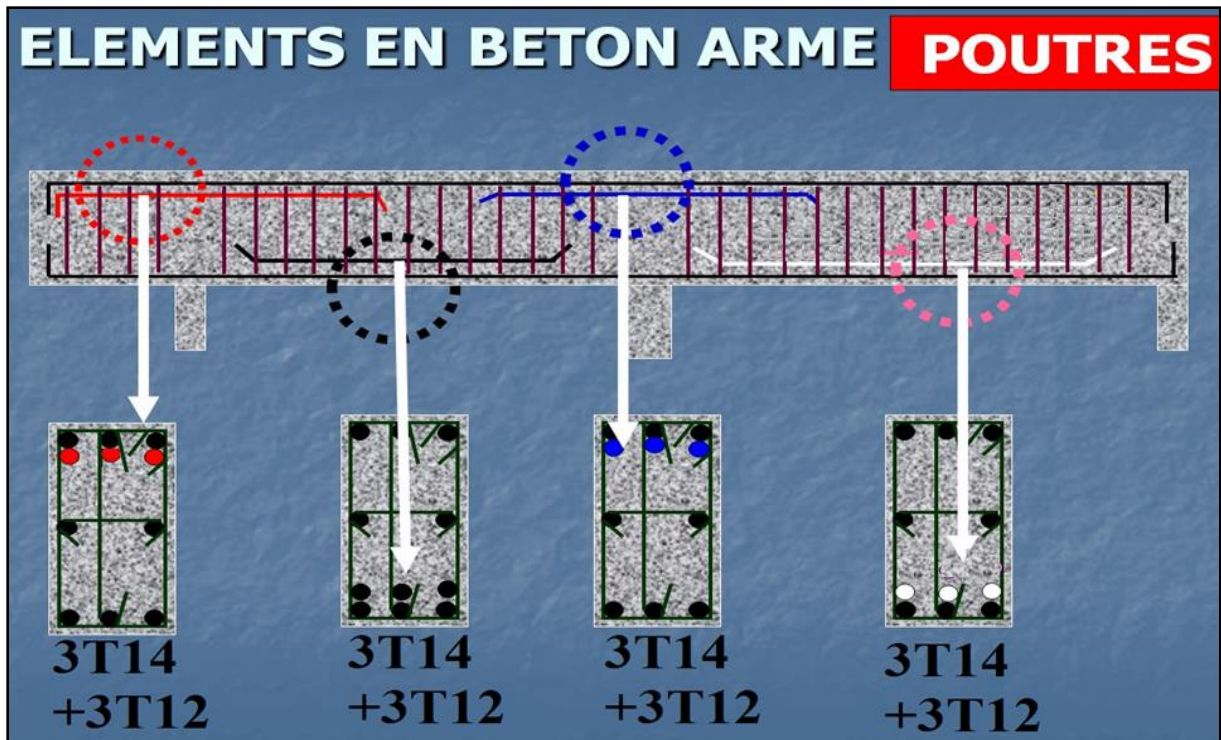 ELEMENTS EN BETON ARME
POUTRES
3T14
+3T12
3T14
+3T12
3T14
+3T12
3T14
+3T12